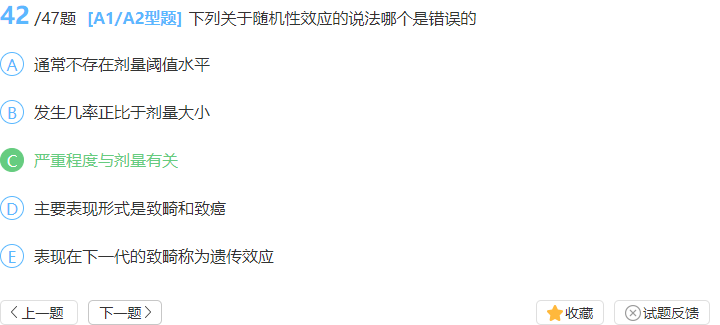 42 /47题 [A1/A2型题] 下列关于随机性效应的说法哪个是错误的
A 通常不存在剂量阈值水平
B 发生几率正比于剂量大小
C 严重程度与剂量有关
D 主要表现形式是致畸和致癌
E 表现在下一代的致畸称为遗传效应
上一题 下一题 收藏 试题反馈